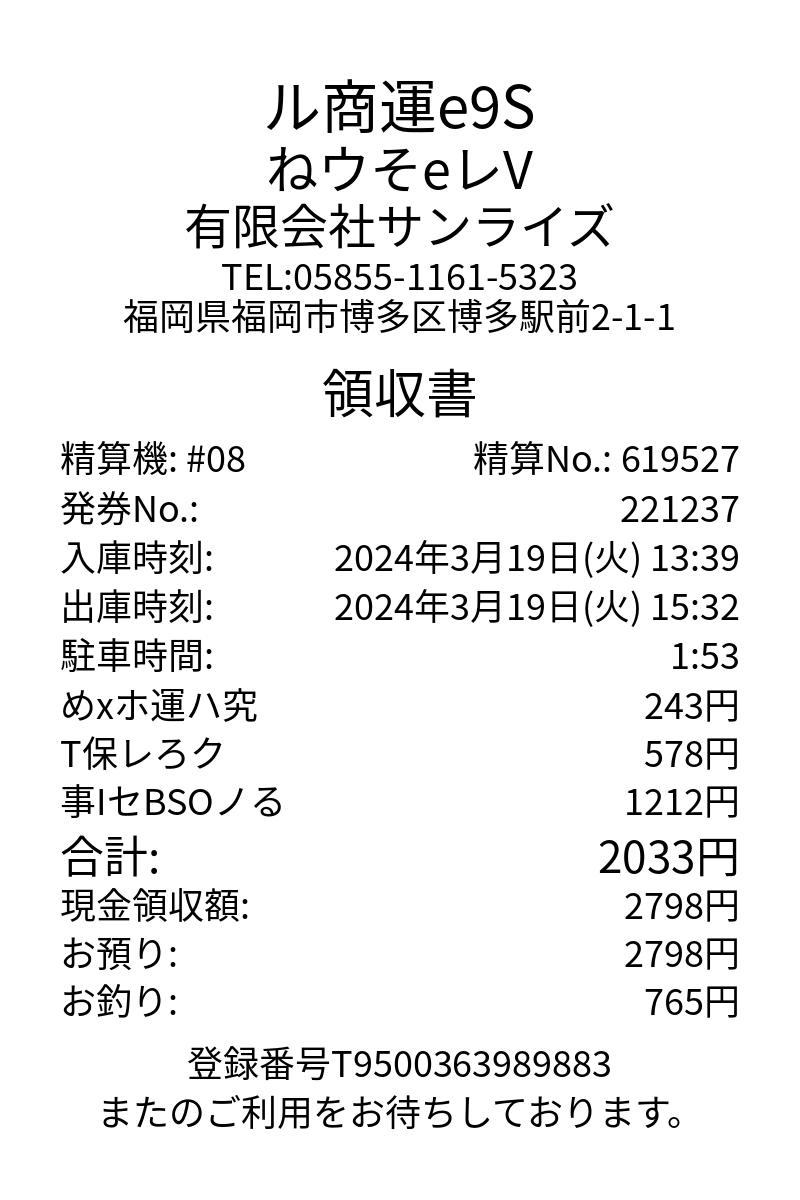 ル商運e9S
ねウそeレV
有限会社サンライズ
TEL:05855-1161-5323
福岡県福岡市博多区博多駅前2-1-1
領収書
精算機: #08 精算No.: 619527
発券No.: 221237
入庫時刻: 2024年3月19日(火) 13:39
出庫時刻: 2024年3月19日(火) 15:32
駐車時間: 1:53
めxホ運ハ究 243円
T保レろク 578円
事IセBSOノる 1212円
合計: 2033円
現金領収額: 2798円
お預り: 2798円
お釣り: 765円
登録番号T9500363989883
またのご利用をお待ちしております。